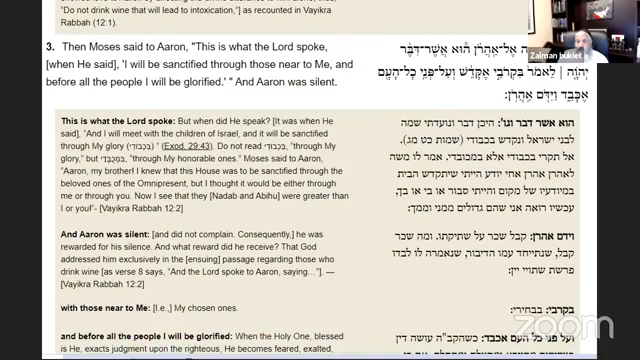 ("Do not drink wine that will lead to intoxication,") as recounted in Vayikra
Rabbah (12:1).
3. Then Moses said to Aaron, "This is what the Lord spoke,
[when He said], 'I will be sanctified through those near to Me, and
before all the people I will be glorified.' " And Aaron was silent.
אֶל־אַהֲרֹן הוּא אֲשֶׁר־דִּבֶּר
יְהוָה | לֵאמֹר בִּקְרֹבַי אֶקָּדֵשׁ וְעַל־פְּנֵי כָל־הָעָם
אֶכָּבֵד וַיִּדֹּם אַהֲרֹן:
Zalman bukiet
This is what the Lord spoke: But when did He speak? [It was when He
said], "And I will meet with the children of Israel, and it will be sanctified
through My glory (בִּכְבוֹדִי) " (Exod. 29:43). Do not read בִּכְבוֹדִי, "through My
glory," but בִּמְכֻבָּדַי, "through My honorable ones." Moses said to Aaron,
"Aaron, my brother! I knew that this House was to be sanctified through the
beloved ones of the Omnipresent, but I thought it would be either through
me or through you. Now I see that they [Nadab and Abihu] were greater than
I or you!"- [Vayikra Rabbah 12:2]
הוא אשר דבר וגו': היכן דבר ונועדתי שמה
לבני ישראל ונקדש בכבודי (שמות כט מג).
אל תקרי בכבודי אלא במכובדי. אמר לו משה
לאהרן אהרן אחי יודע הייתי שיתקדש הבית
במיודעיו של מקום והייתי סבור או בי או בך,
עכשיו רואה אני שהם גדולים ממני וממך:
And Aaron was silent: [and did not complain. Consequently,] he was
rewarded for his silence. And what reward did he receive? That God
addressed him exclusively in the [ensuing] passage regarding those who
drink wine [as verse 8 says, "And the Lord spoke to Aaron, saying…"]. —
[Vayikra Rabbah 12:2]
וידם אהרן: קבל שכר על שתיקתו. ומה שכר
קבל, שנתייחד עמו הדיבור, שנאמרה לו לבדו
פרשת שתויי יין:
with those near to Me: [I.e.,] My chosen ones.
בקרבי: בבחירי:
and before all the people I will be glorified: When the Holy One, blessed
is He, exacts judgment upon the righteous, He becomes feared, exalted,
ועל פני כל העם אכבד: כשהקב"ה עושה דין
zoom